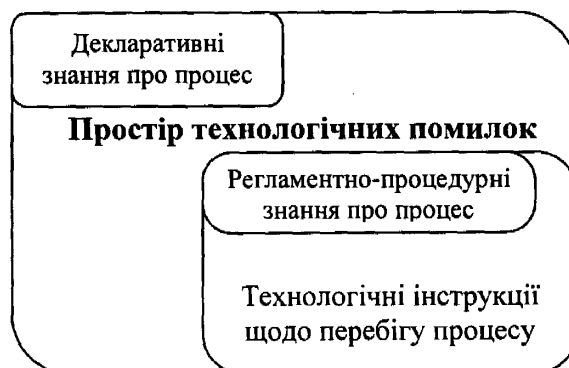 Декларативні
знання про процес
Простір технологічних помилок
Регламентно-процедурні
знання про процес
Технологічні інструкції
щодо перебігу процесу